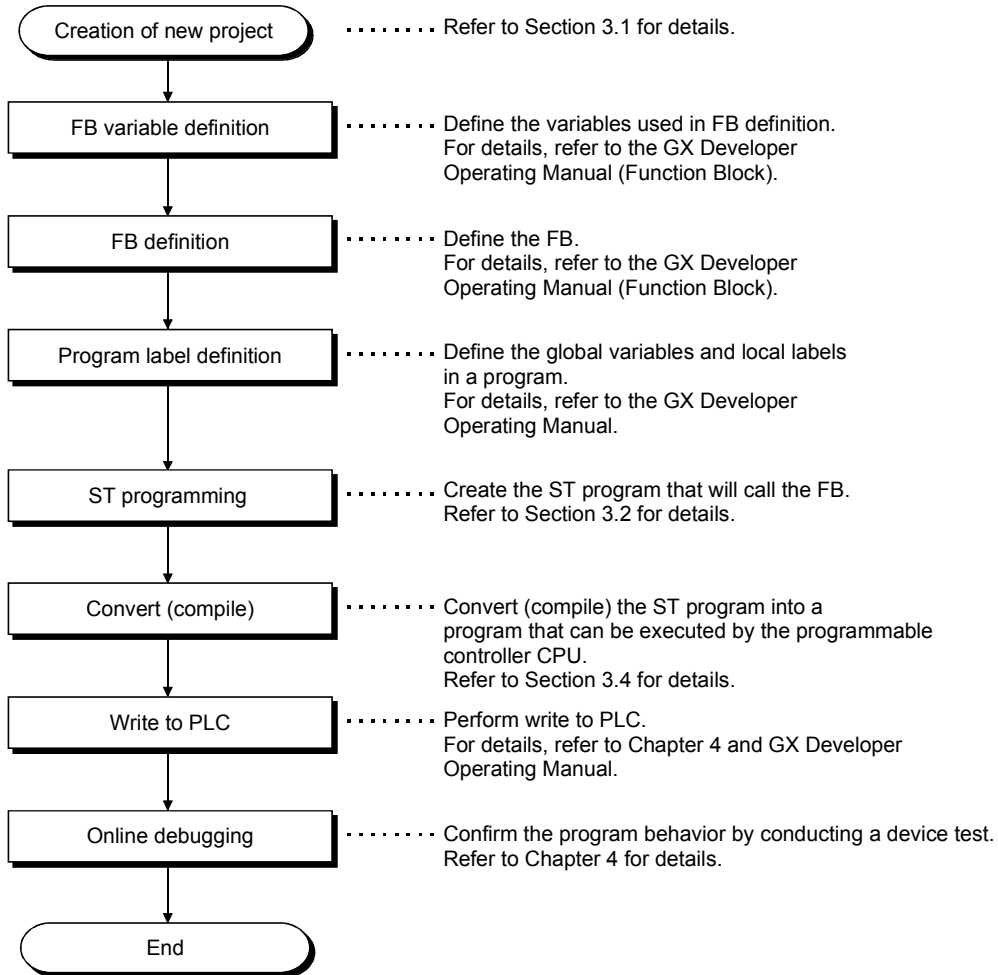 Creation of new project
Refer to Section 3.1 for details.
FB variable definition
Define the variables used in FB definition.
For details, refer to the GX Developer
Operating Manual (Function Block).
FB definition
Define the FB.
For details, refer to the GX Developer
Operating Manual (Function Block).
Program label definition
Define the global variables and local labels
in a program.
For details, refer to the GX Developer
Operating Manual.
ST programming
Create the ST program that will call the FB.
Refer to Section 3.2 for details.
Convert (compile)
Convert (compile) the ST program into a
program that can be executed by the programmable
controller CPU.
Refer to Section 3.4 for details.
Write to PLC
Perform write to PLC.
For details, refer to Chapter 4 and GX Developer
Operating Manual.
Online debugging
Confirm the program behavior by conducting a device test.
Refer to Chapter 4 for details.
End